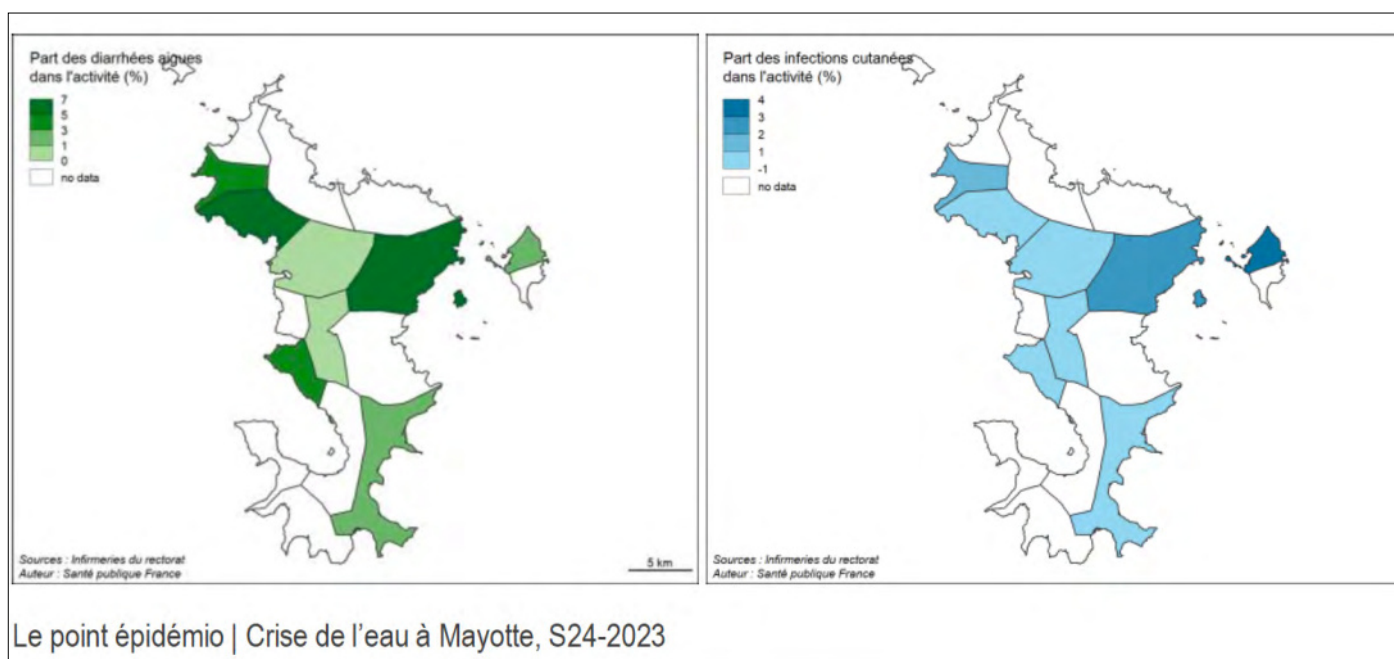 Part des diarrhées aigues
dans l'activité (%)
7
5
3
1
0
no data
Sources : Infirmeries du rectorat
Auteur : Santé publique France
5 km
Part des infections cutanées
dans l'activité (%)
4
3
2
1
-1
no data
Sources : Infirmeries du rectorat
Auteur : Santé publique France
Le point épidémio | Crise de l'eau à Mayotte, S24-2023